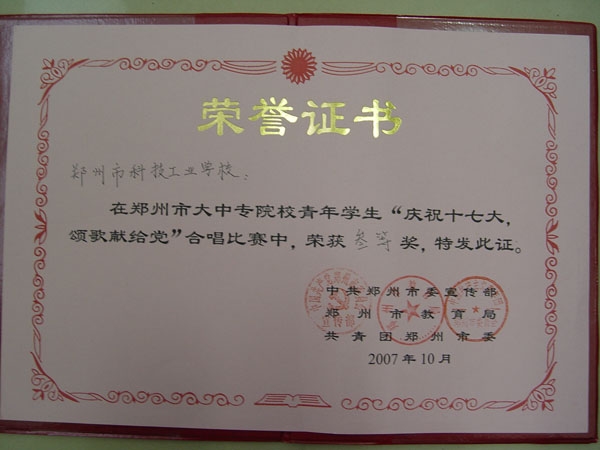 荣誉证书
郑州市科技工业学校：
在郑州市大中专院校青年学生“庆祝十七大，
颂歌献给党”合唱比赛中，荣获叁等奖，特发此证。
中共郑州市委宣传部
郑州市教育局
共青团郑州市委
2007年10月